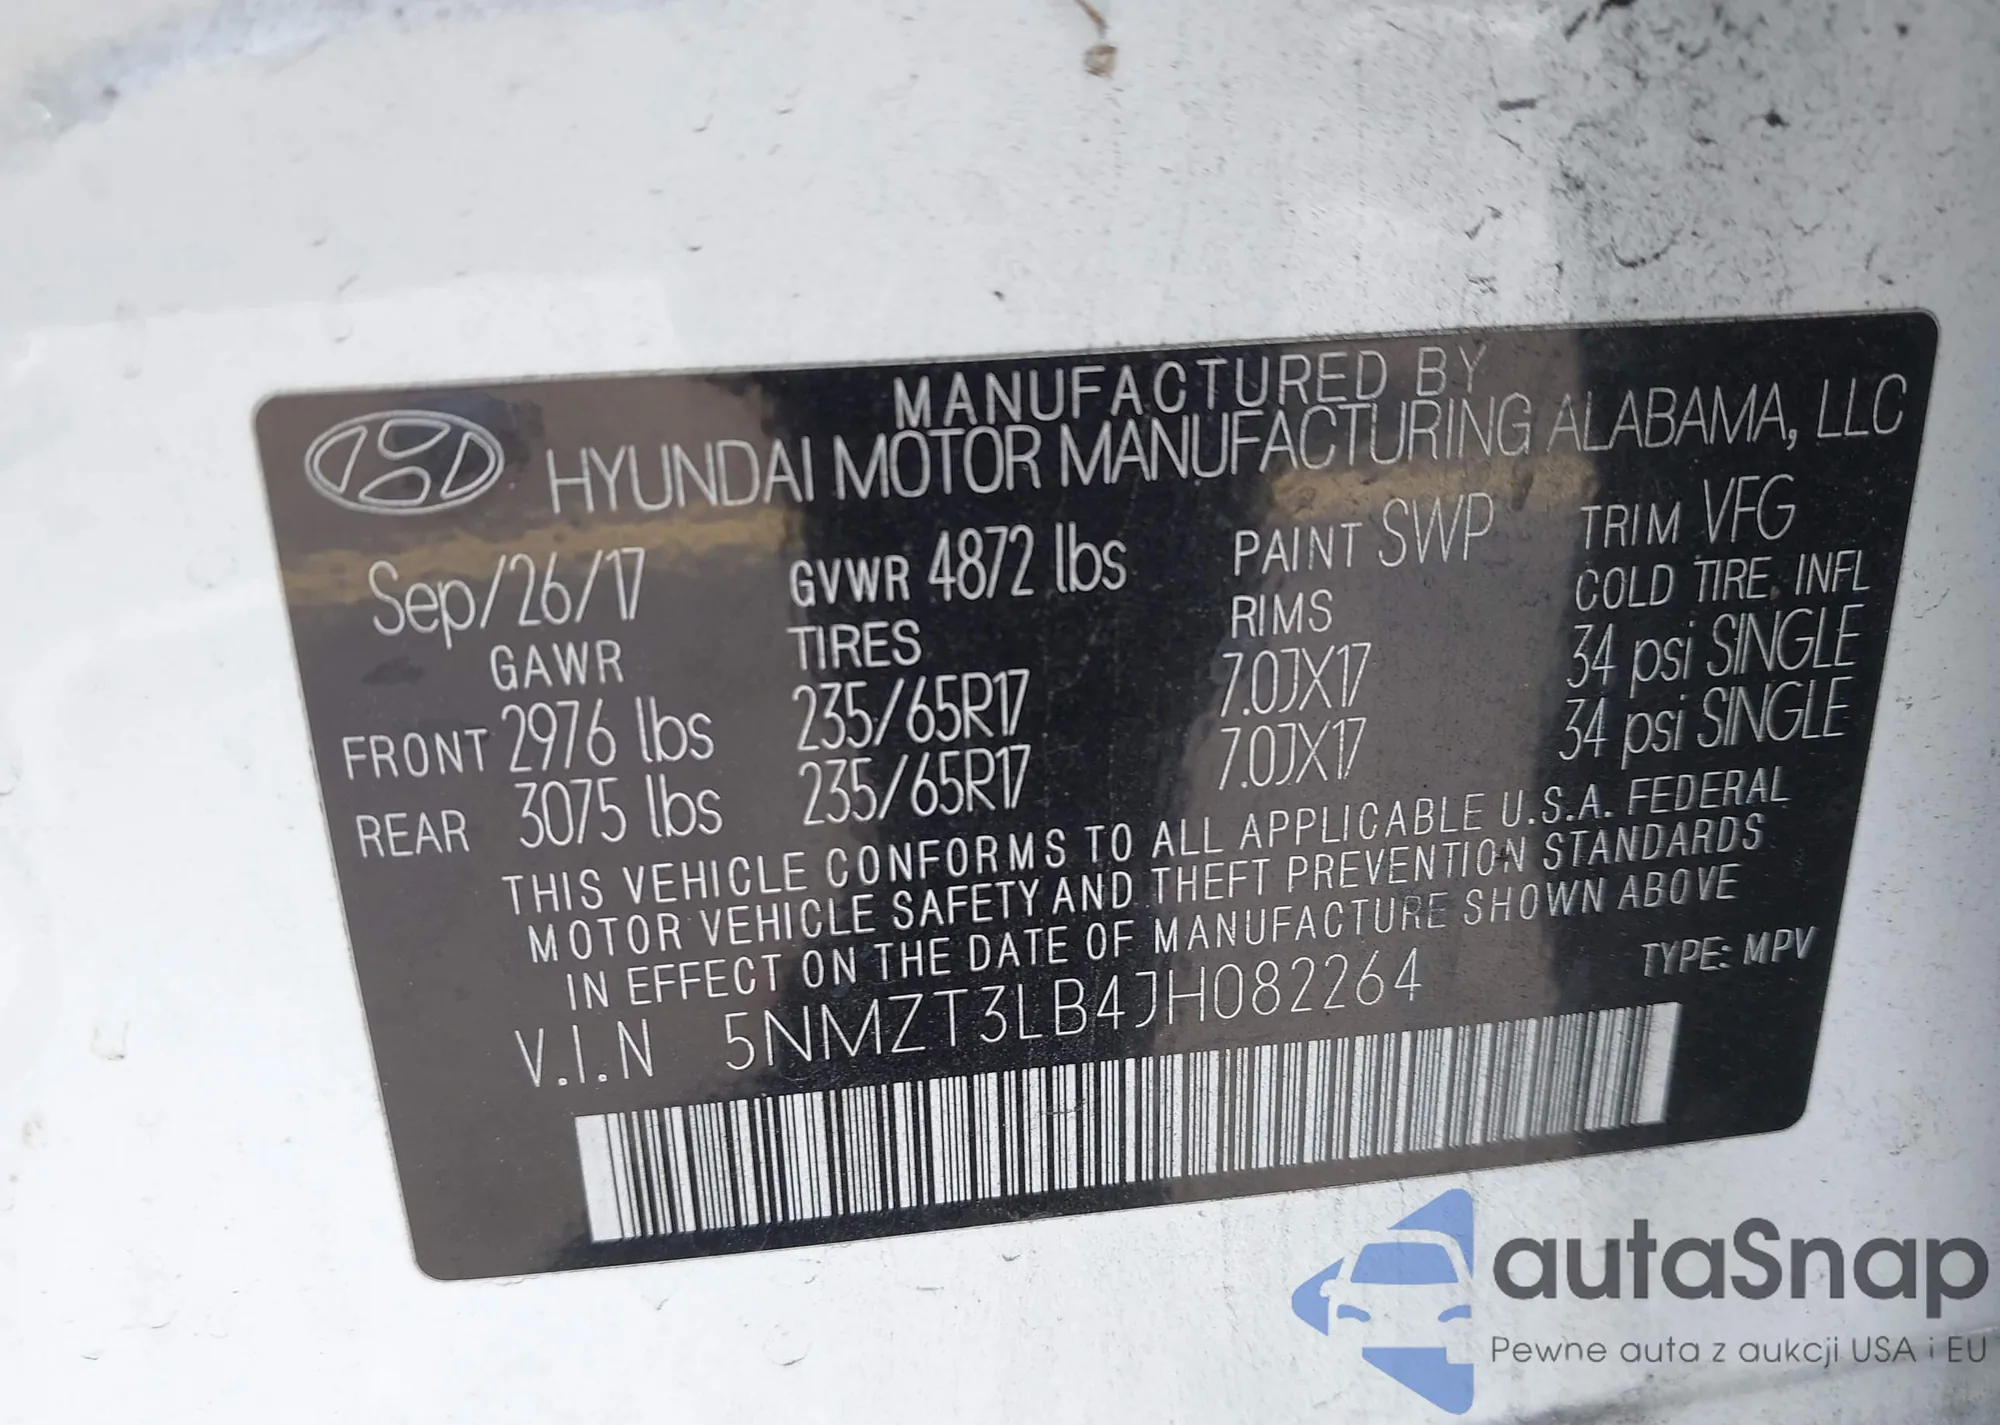 MANUFACTURED BY
HYUNDAI MOTOR MANUFACTURING ALABAMA, LLC
Sep/26/17 GVWR 4872 lbs PAINT SWP TRIM VFG
GAWR TIRES RIMS COLD TIRE INFL
FRONT 2976 lbs 235/65R17 7.0JX17 34 psi SINGLE
REAR 3075 lbs 235/65R17 7.0JX17 34 psi SINGLE
THIS VEHICLE CONFORMS TO ALL APPLICABLE U.S.A. FEDERAL
MOTOR VEHICLE SAFETY AND THEFT PREVENTION STANDARDS
IN EFFECT ON THE DATE OF MANUFACTURE SHOWN ABOVE
V.I.N 5NMZT3LB4JH082264 TYPE: MPV
autaSnap
Pewne auta z aukcji USA i EU